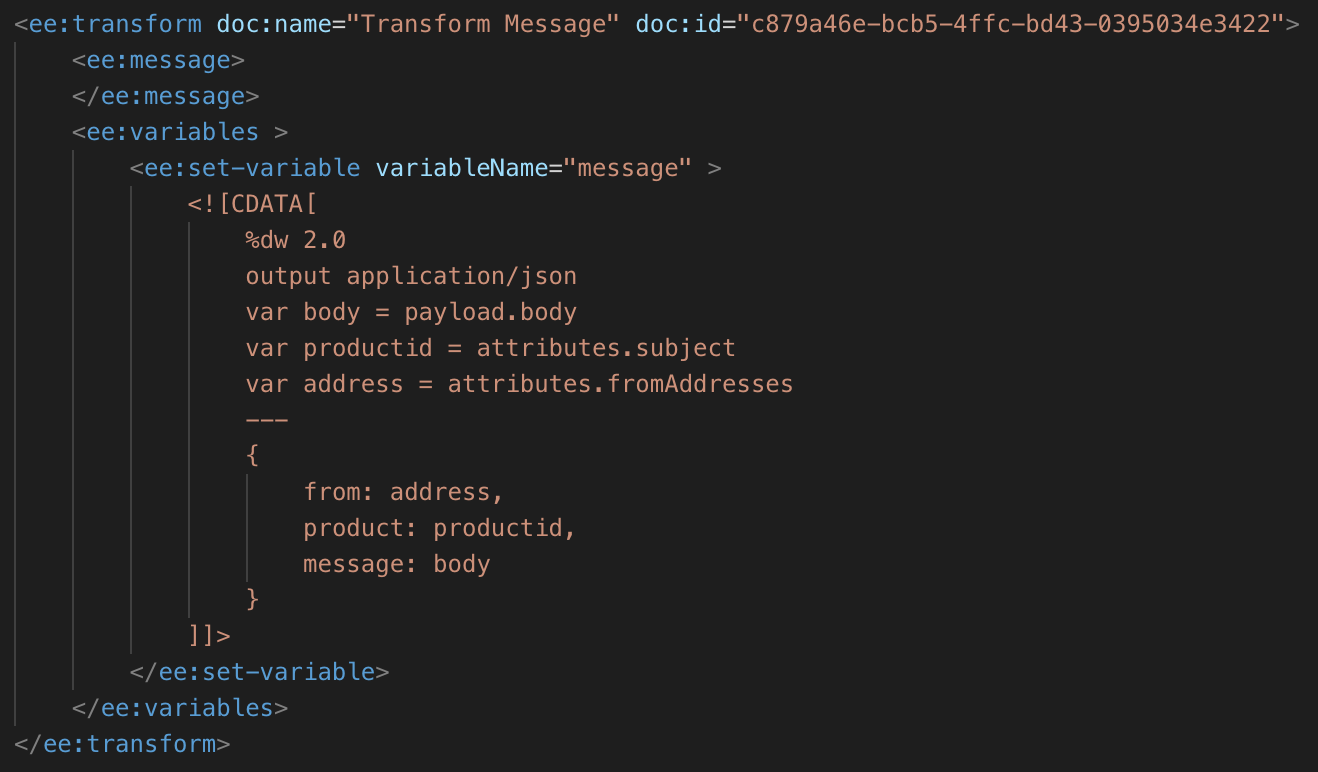 <ee:transform doc:name="Transform Message" doc:id="c879a46e-bcb5-4ffc-bd43-0395034e3422">
<ee:message>
</ee:message>
<ee:variables >
<ee:set-variable variableName="message" >
<![CDATA[
%dw 2.0
output application/json
var body = payload.body
var productid = attributes.subject
var address = attributes.fromAddresses
---
{
from: address,
product: productid,
message: body
}
]]>
</ee:set-variable>
</ee:variables>
</ee:transform>